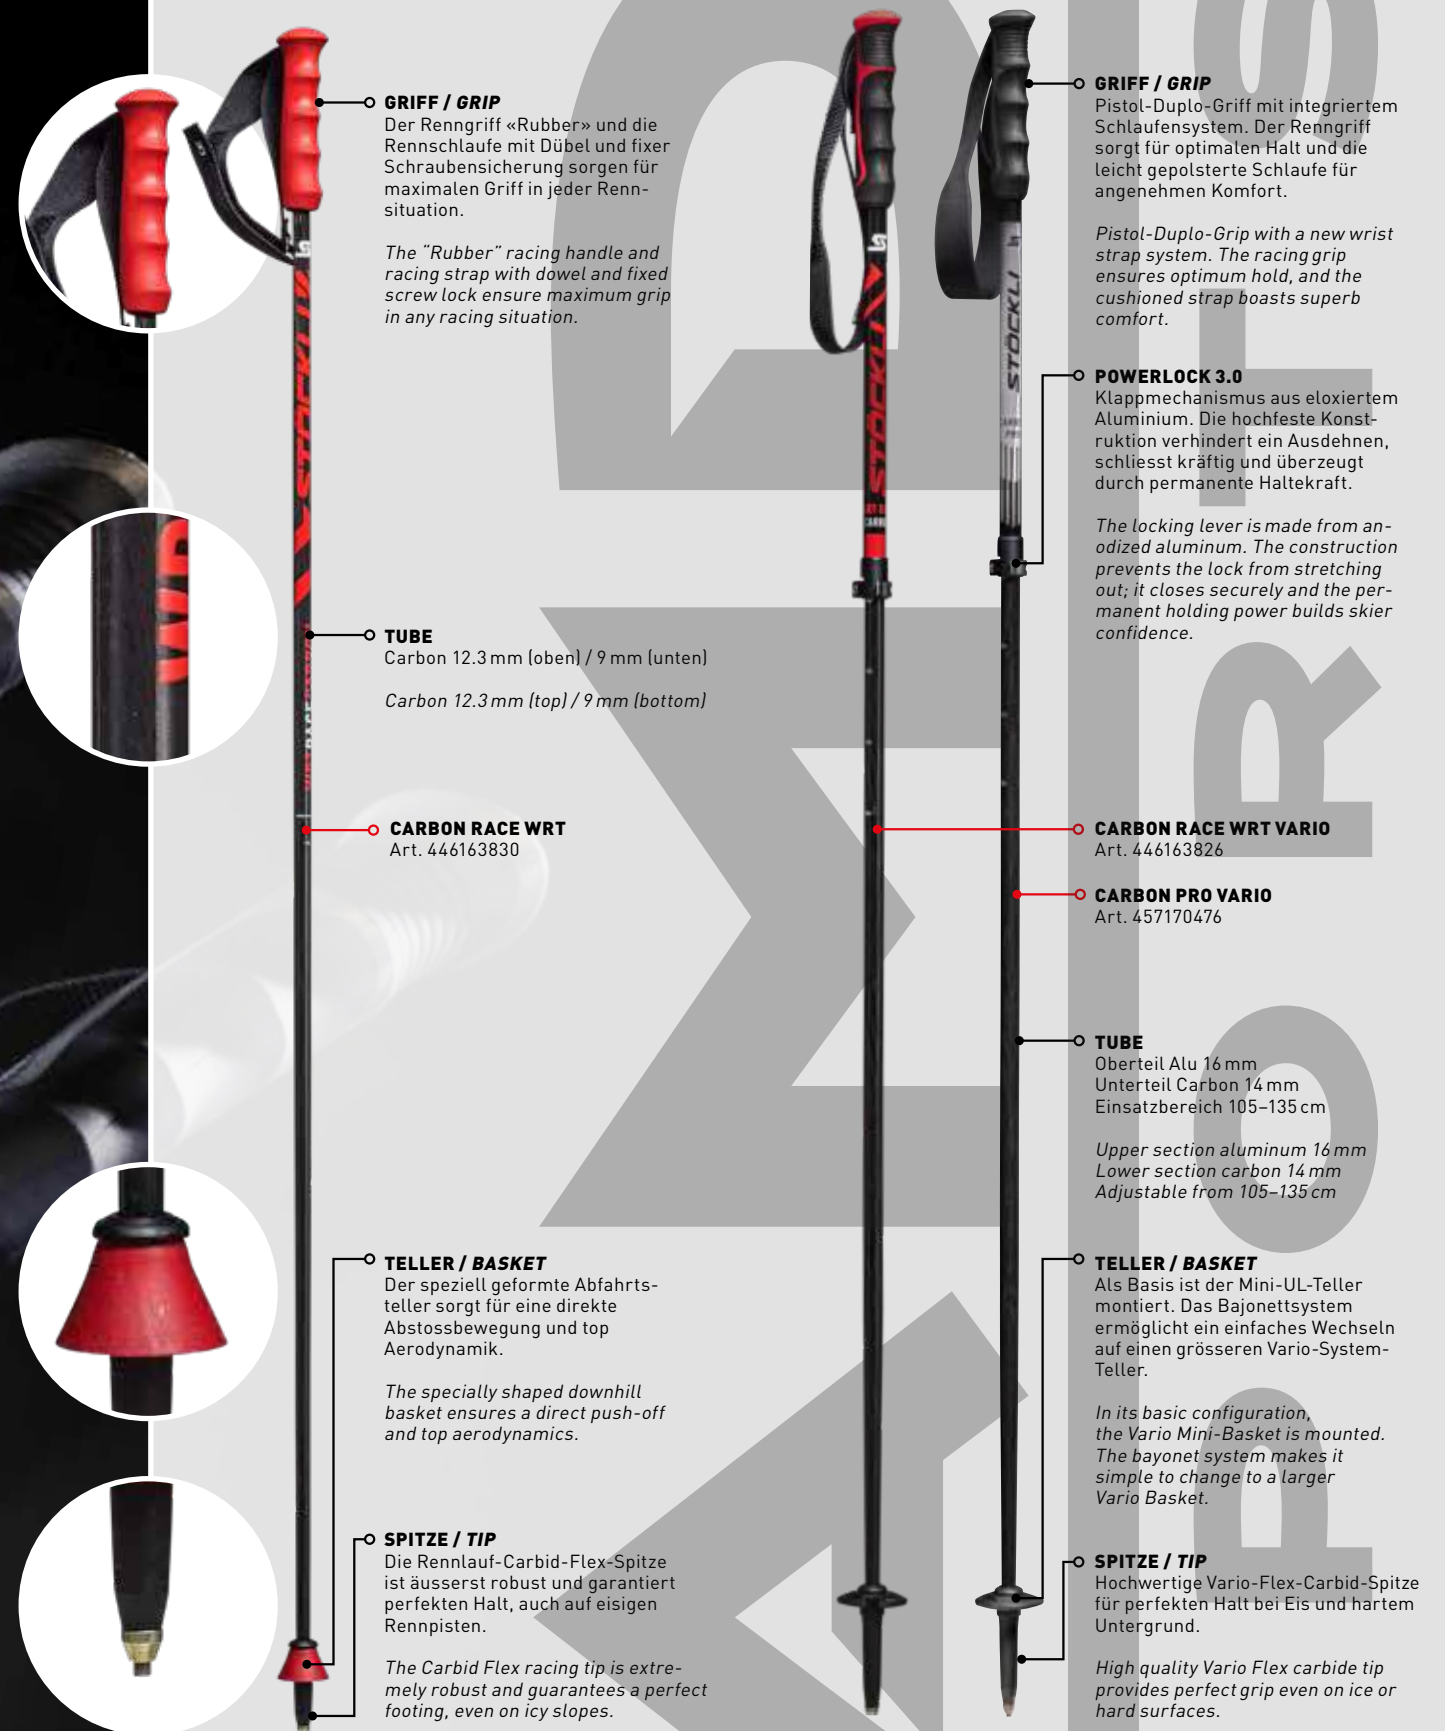 GRIFF / GRIP
Der Renngriff «Rubber» und die
Rennschlaufe mit Dübel und fixer
Schraubensicherung sorgen für
maximalen Griff in jeder Renn-
situation.
The “Rubber” racing handle and
racing strap with dowel and fixed
screw lock ensure maximum grip
in any racing situation.
TUBE
Carbon 12.3 mm (oben) / 9 mm (unten)
Carbon 12.3 mm (top) / 9 mm (bottom)
CARBON RACE WRT
Art. 446163830
TELLER / BASKET
Der speziell geformte Abfahrts-
teller sorgt für eine direkte
Abstossbewegung und top
Aerodynamik.
The specially shaped downhill
basket ensures a direct push-off
and top aerodynamics.
SPITZE / TIP
Die Rennlauf-Carbid-Flex-Spitze
ist äusserst robust und garantiert
perfekten Halt, auch auf eisigen
Rennpisten.
The Carbid Flex racing tip is extre-
mely robust and guarantees a perfect
footing, even on icy slopes.
STÖCKLI
STÖCKLI
STÖCKLI
GRIFF / GRIP
Pistol-Duplo-Griff mit integriertem
Schlaufensystem. Der Renngriff
sorgt für optimalen Halt und die
leicht gepolsterte Schlaufe für
angenehmen Komfort.
Pistol-Duplo-Grip with a new wrist
strap system. The racing grip
ensures optimum hold, and the
cushioned strap boasts superb
comfort.
POWERLOCK 3.0
Klappmechanismus aus eloxiertem
Aluminium. Die hochfeste Konst-
ruktion verhindert ein Ausdehnen,
schliesst kräftig und überzeugt
durch permanente Haltekraft.
The locking lever is made from an-
odized aluminum. The construction
prevents the lock from stretching
out; it closes securely and the per-
manent holding power builds skier
confidence.
CARBON RACE WRT VARIO
Art. 446163826
CARBON PRO VARIO
Art. 457170476
TUBE
Oberteil Alu 16 mm
Unterteil Carbon 14 mm
Einsatzbereich 105–135 cm
Upper section aluminum 16 mm
Lower section carbon 14 mm
Adjustable from 105–135 cm
TELLER / BASKET
Als Basis ist der Mini-UL-Teller
montiert. Das Bajonettsystem
ermöglicht ein einfaches Wechseln
auf einen grösseren Vario-System-
Teller.
In its basic configuration,
the Vario Mini-Basket is mounted.
The bayonet system makes it
simple to change to a larger
Vario Basket.
SPITZE / TIP
Hochwertige Vario-Flex-Carbid-Spitze
für perfekten Halt bei Eis und hartem
Untergrund.
High quality Vario Flex carbide tip
provides perfect grip even on ice or
hard surfaces.